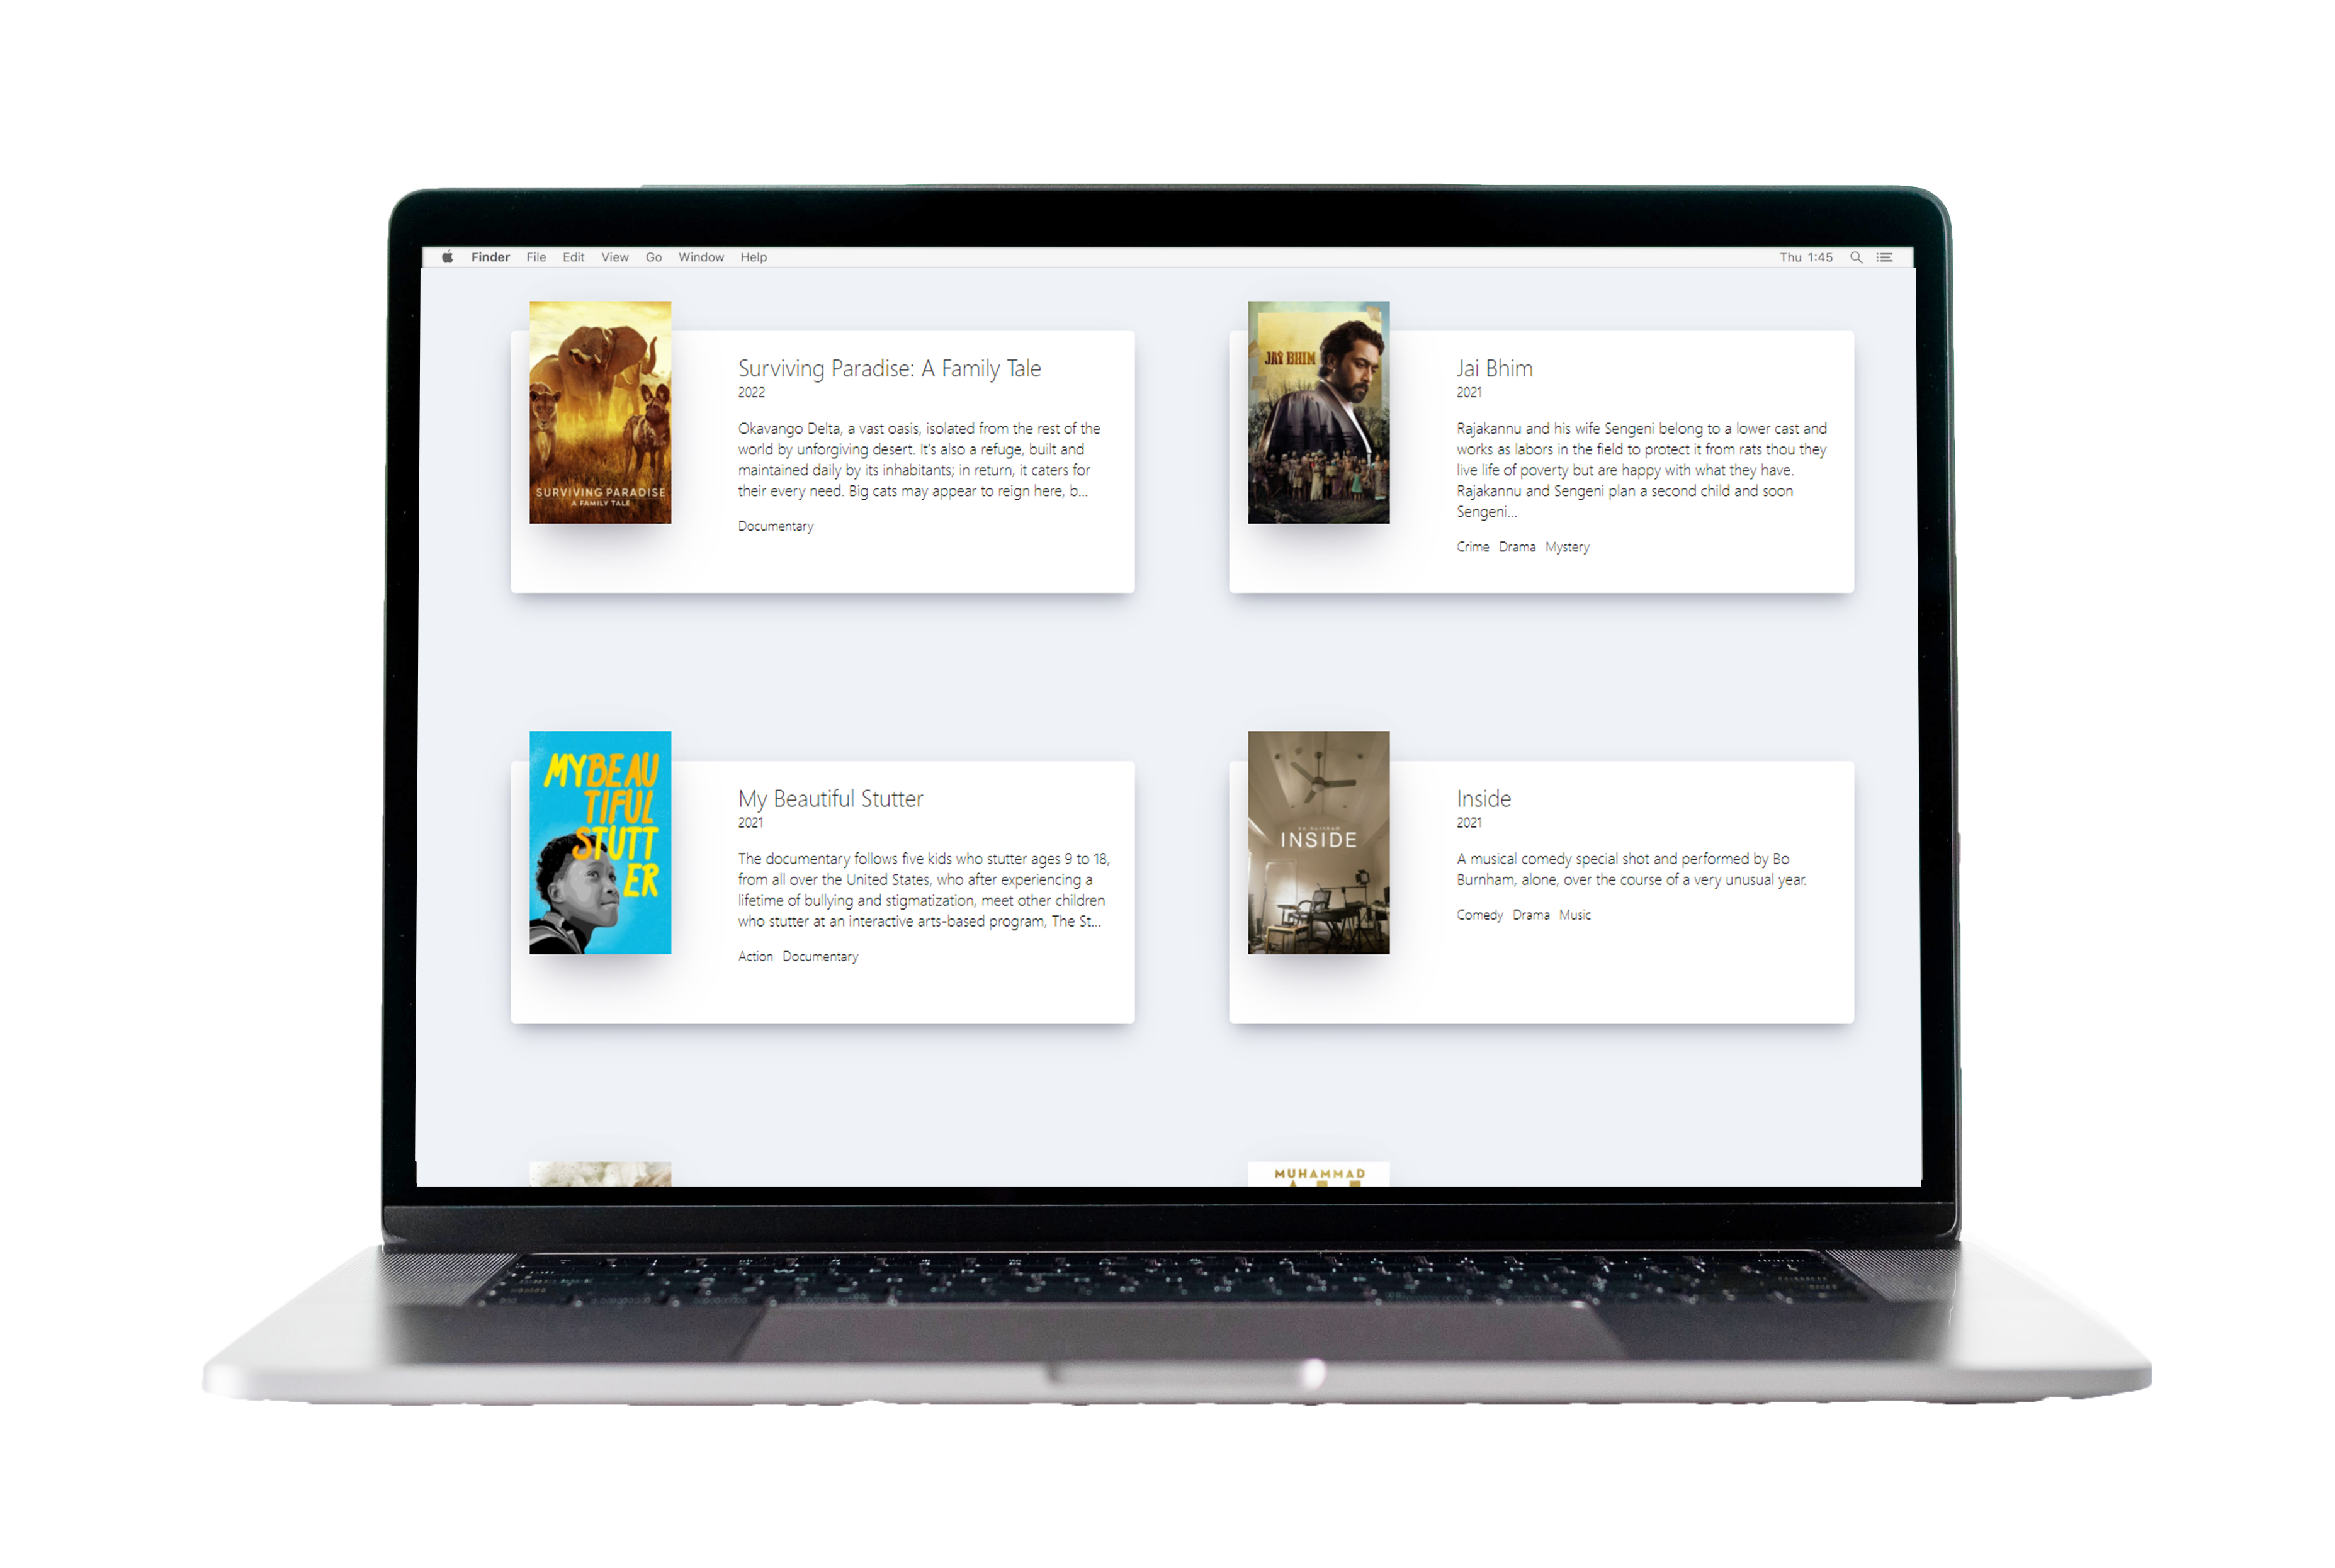 Finder File Edit View Go Window Help
Thu 1:45
SURVIVING PARADISE
A FAMILY TALE
Surviving Paradise: A Family Tale
2022
Okavango Delta, a vast oasis, isolated from the rest of the
world by unforgiving desert. It's also a refuge, built and
maintained daily by its inhabitants; in return, it caters for
their every need. Big cats may appear to reign here, b...
Documentary
JAI BHIM
Jai Bhim
2021
Rajakannu and his wife Sengeni belong to a lower cast and
works as labors in the field to protect it from rats thou they
live life of poverty but are happy with what they have.
Rajakannu and Sengeni plan a second child and soon
Sengeni...
Crime Drama Mystery
MY BEAU
TIFUL
STUTT
ER
My Beautiful Stutter
2021
The documentary follows five kids who stutter ages 9 to 18,
from all over the United States, who after experiencing a
lifetime of bullying and stigmatization, meet other children
who stutter at an interactive arts-based program, The St...
Action Documentary
BO BURNHAM
INSIDE
Inside
2021
A musical comedy special shot and performed by Bo
Burnham, alone, over the course of a very unusual year.
Comedy Drama Music
MUHAMMAD